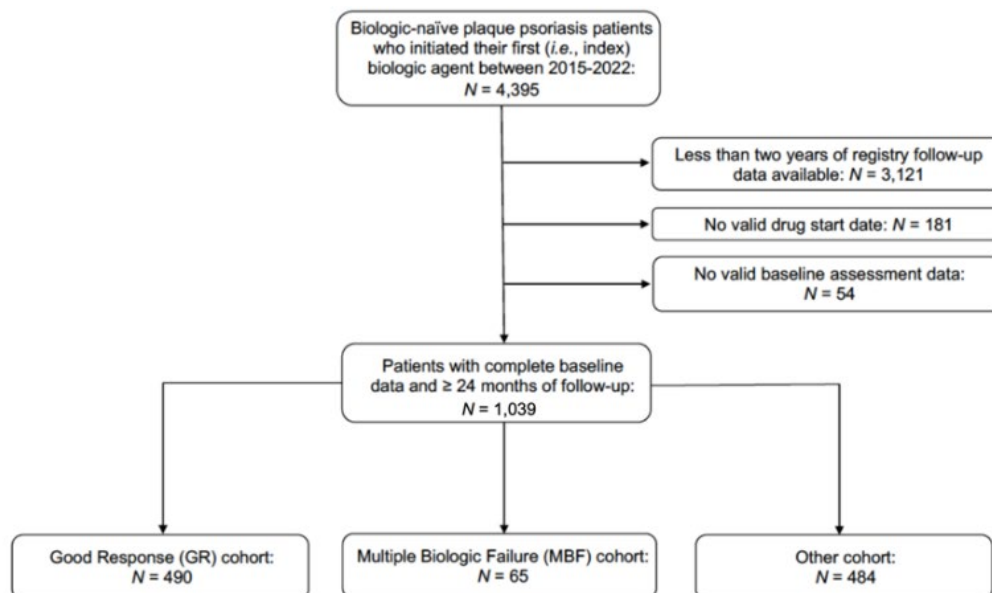 Biologic-naïve plaque psoriasis patients
who initiated their first (i.e., index)
biologic agent between 2015-2022:
N = 4,395
Less than two years of registry follow-up
data available: N = 3,121
No valid drug start date: N = 181
No valid baseline assessment data:
N = 54
Patients with complete baseline
data and ≥ 24 months of follow-up:
N = 1,039
Good Response (GR) cohort:
N = 490
Multiple Biologic Failure (MBF) cohort:
N = 65
Other cohort:
N = 484